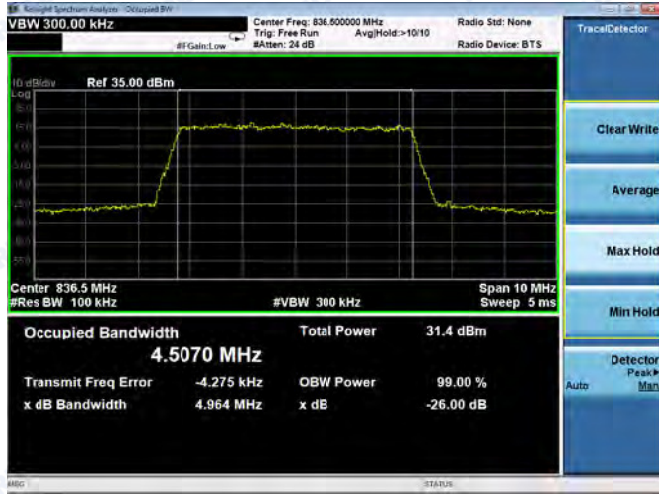 Keysight Spectrum Analyzer - Occupied BW
VBW 300.00 kHz
Center Freq: 836.500000 MHz
Radio Std: None
Trig: Free Run
Avg|Hold:>10/10
#IFGain:Low
#Atten: 24 dB
Radio Device: BTS
10 dB/div
Ref 35.00 dBm
Log
Center 836.5 MHz
Span 10 MHz
#Res BW 100 kHz
#VBW 300 kHz
Sweep 5 ms
Occupied Bandwidth
Total Power
31.4 dBm
4.5070 MHz
Transmit Freq Error
-4.275 kHz
OBW Power
99.00 %
x dB Bandwidth
4.964 MHz
x dB
-26.00 dB
MSG
STATUS
Trace/Detector
Clear Write
Average
Max Hold
Min Hold
Detector
Peak▶
Auto
Man